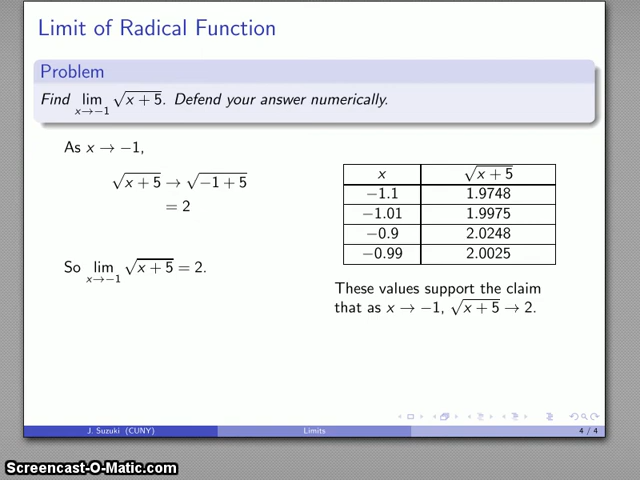 Limit of Radical Function
Problem
Find lim x→−1 √x + 5. Defend your answer numerically.
As x → −1,
√x + 5 → √−1 + 5
= 2
So lim x→−1 √x + 5 = 2.
x √x + 5
−1.1 1.9748
−1.01 1.9975
−0.9 2.0248
−0.99 2.0025
These values support the claim
that as x → −1, √x + 5 → 2.
J. Suzuki (CUNY) Limits 4 / 4
Screencast-O-Matic.com